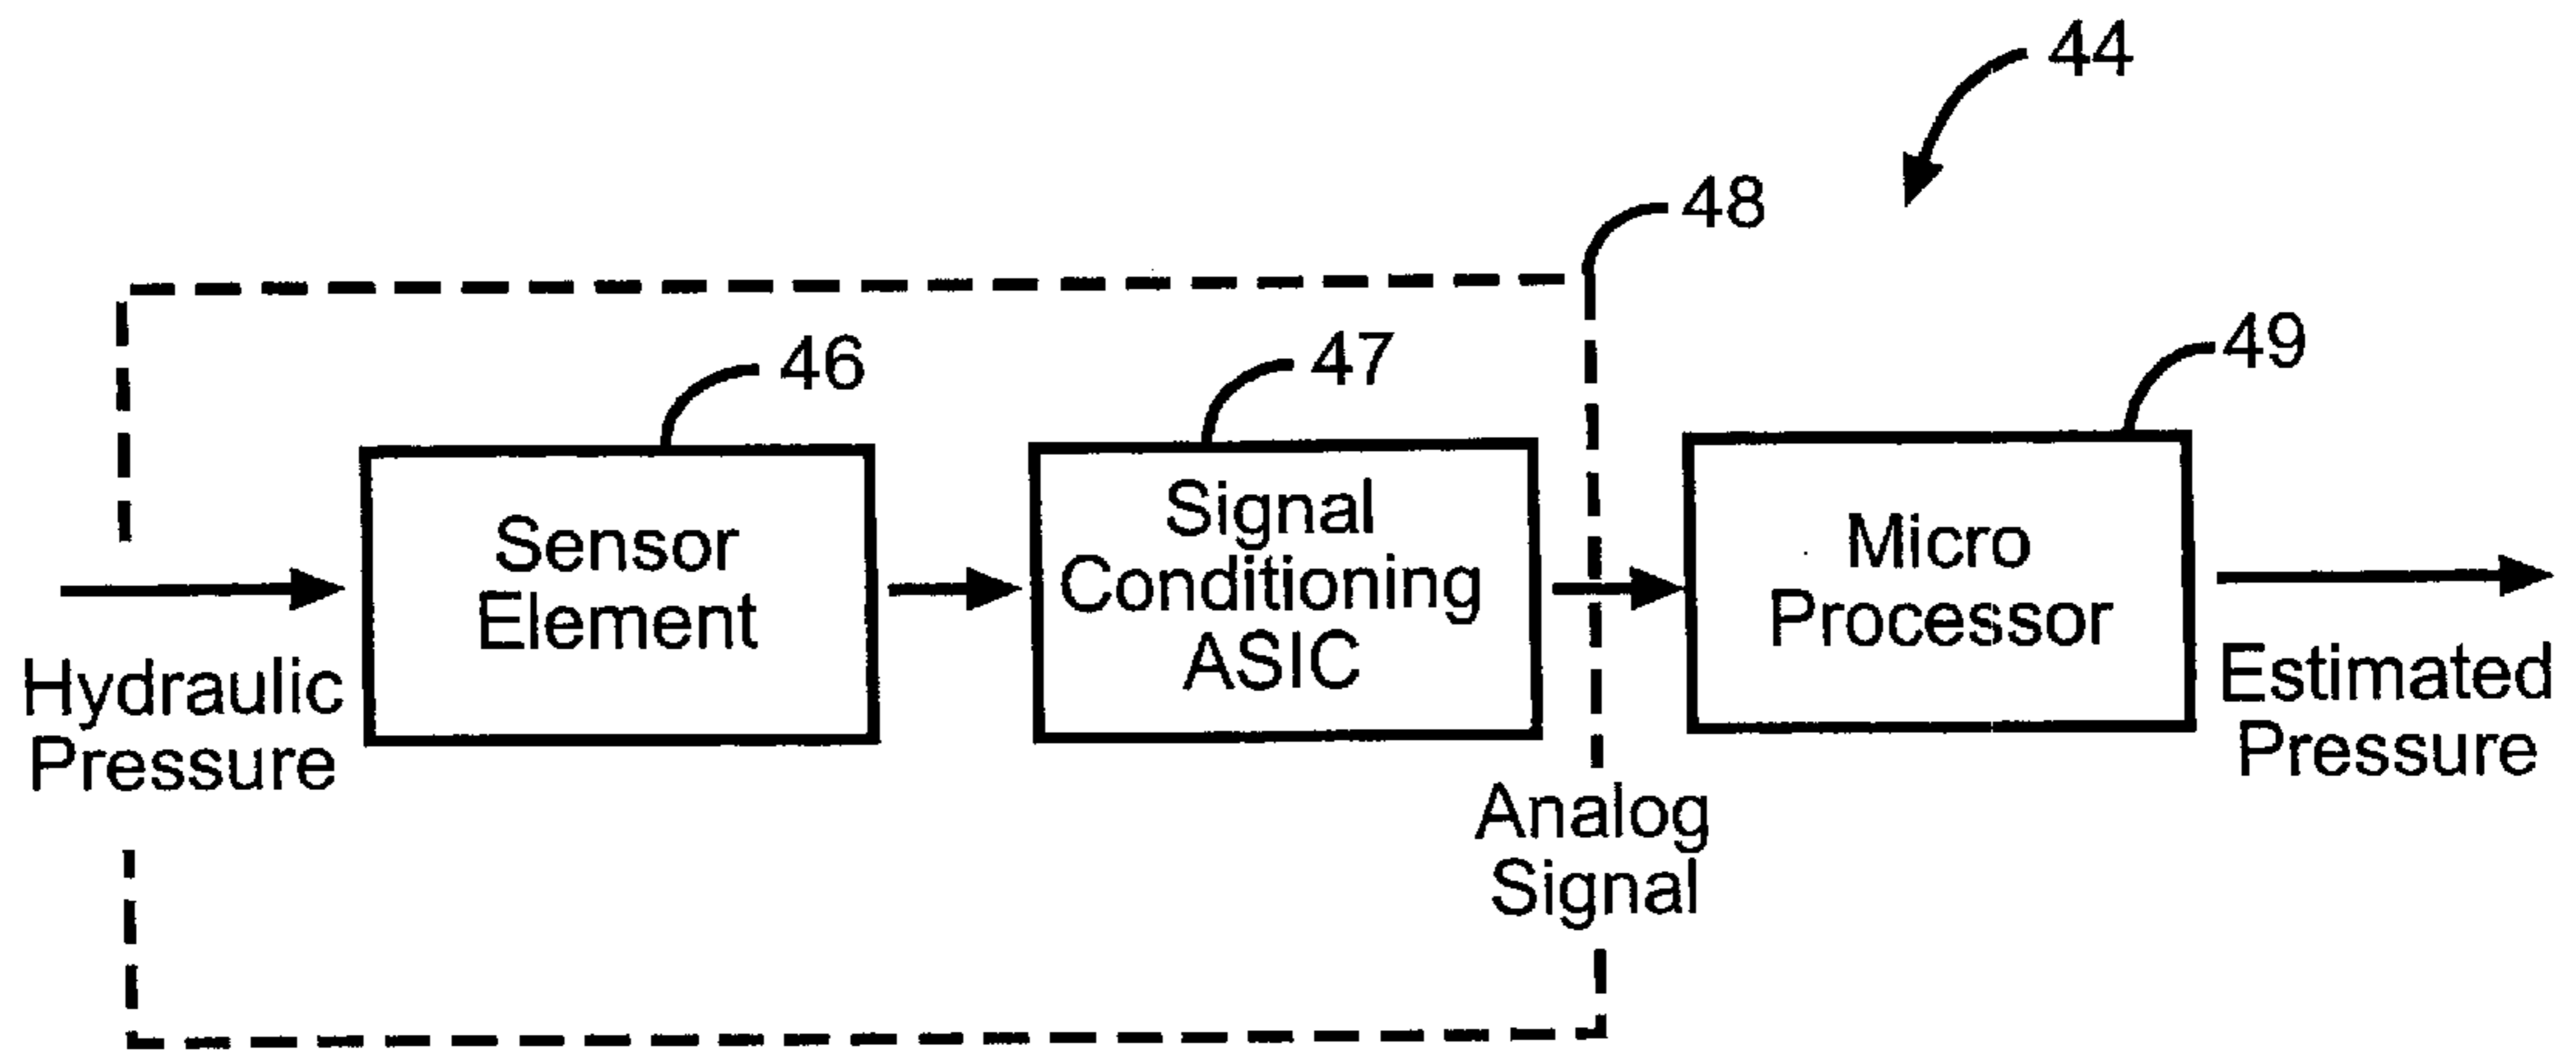 44
48
46
47
49
Sensor
Element
Signal
Conditioning
ASIC
Micro
Processor
Hydraulic
Pressure
Analog
Signal
Estimated
Pressure